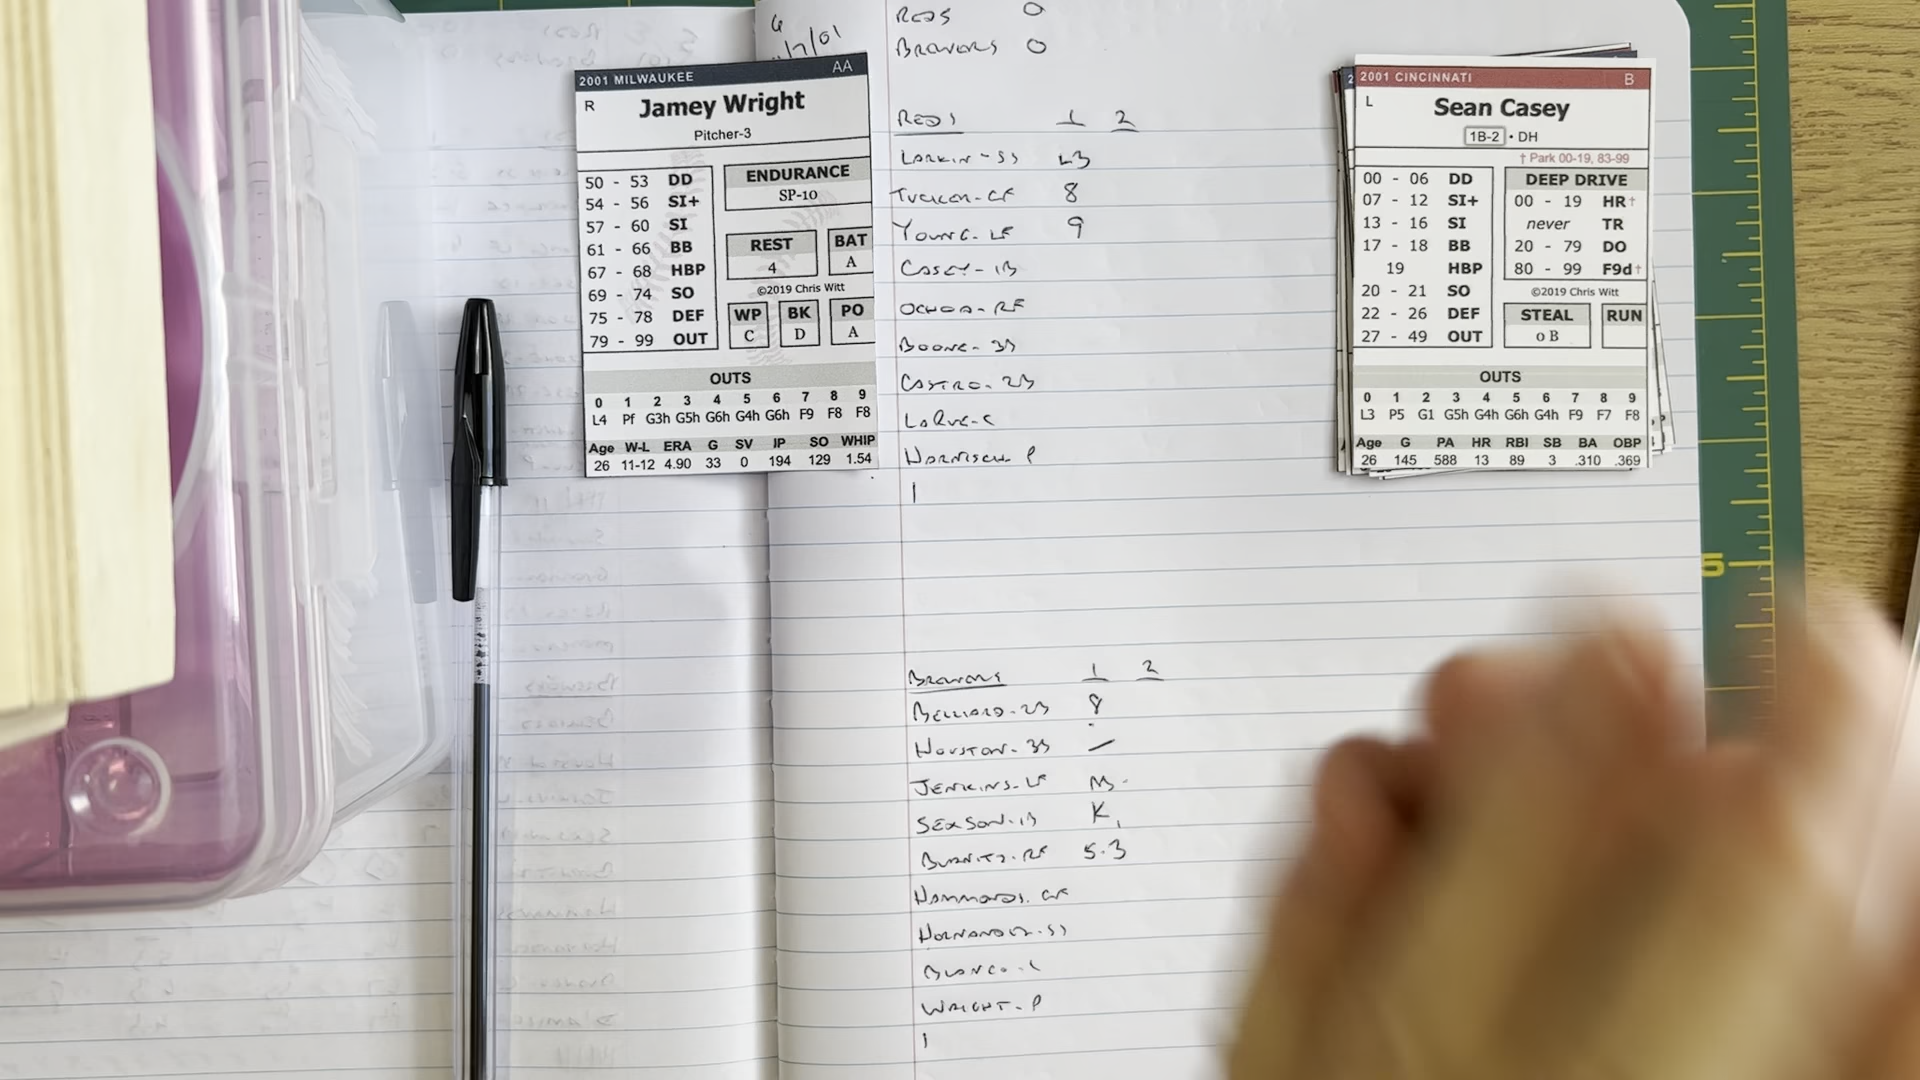 REDS 0
BREWERS 0
2001 MILWAUKEE AA
R Jamey Wright
Pitcher-3
50 - 53 DD
54 - 56 SI+
57 - 60 SI
61 - 66 BB
67 - 68 HBP
69 - 74 SO
75 - 78 DEF
79 - 99 OUT
ENDURANCE
SP-10
REST
4
BAT
A
©2019 Chris Witt
WP BK PO
C D A
OUTS
0 1 2 3 4 5 6 7 8 9
L4 Pf G3h G5h G6h G4h G6h F9 F8 F8
Age W-L ERA G SV IP SO WHIP
26 11-12 4.90 33 0 194 129 1.54
REDS 1 2
LARKIN - SS L3
TUCKER - CF 8
YOUNG - LF 9
CASEY - 1B
OCHOA - RF
BOONE - 3B
CASTRO - 2B
LARUE - C
HARNISCH - P
2001 CINCINNATI B
L Sean Casey
1B-2 • DH
† Park 00-19, 83-99
00 - 06 DD
07 - 12 SI+
13 - 16 SI
17 - 18 BB
19 HBP
20 - 21 SO
22 - 26 DEF
27 - 49 OUT
DEEP DRIVE
00 - 19 HR†
never TR
20 - 79 DO
80 - 99 F9d†
©2019 Chris Witt
STEAL RUN
0 B
OUTS
0 1 2 3 4 5 6 7 8 9
L3 P5 G1 G5h G4h G6h G4h F9 F7 F8
Age G PA HR RBI SB BA OBP
26 145 588 13 89 3 .310 .369
5
BREWERS 1 2
BELLIARD - 2B 8
HOUSTON - 3B –
JENKINS - LF
SEXSON - 1B K
BURNITZ - RF 5-3
HAMMONDS - CF
HERNANDEZ - SS
BLANCO - C
WRIGHT - P